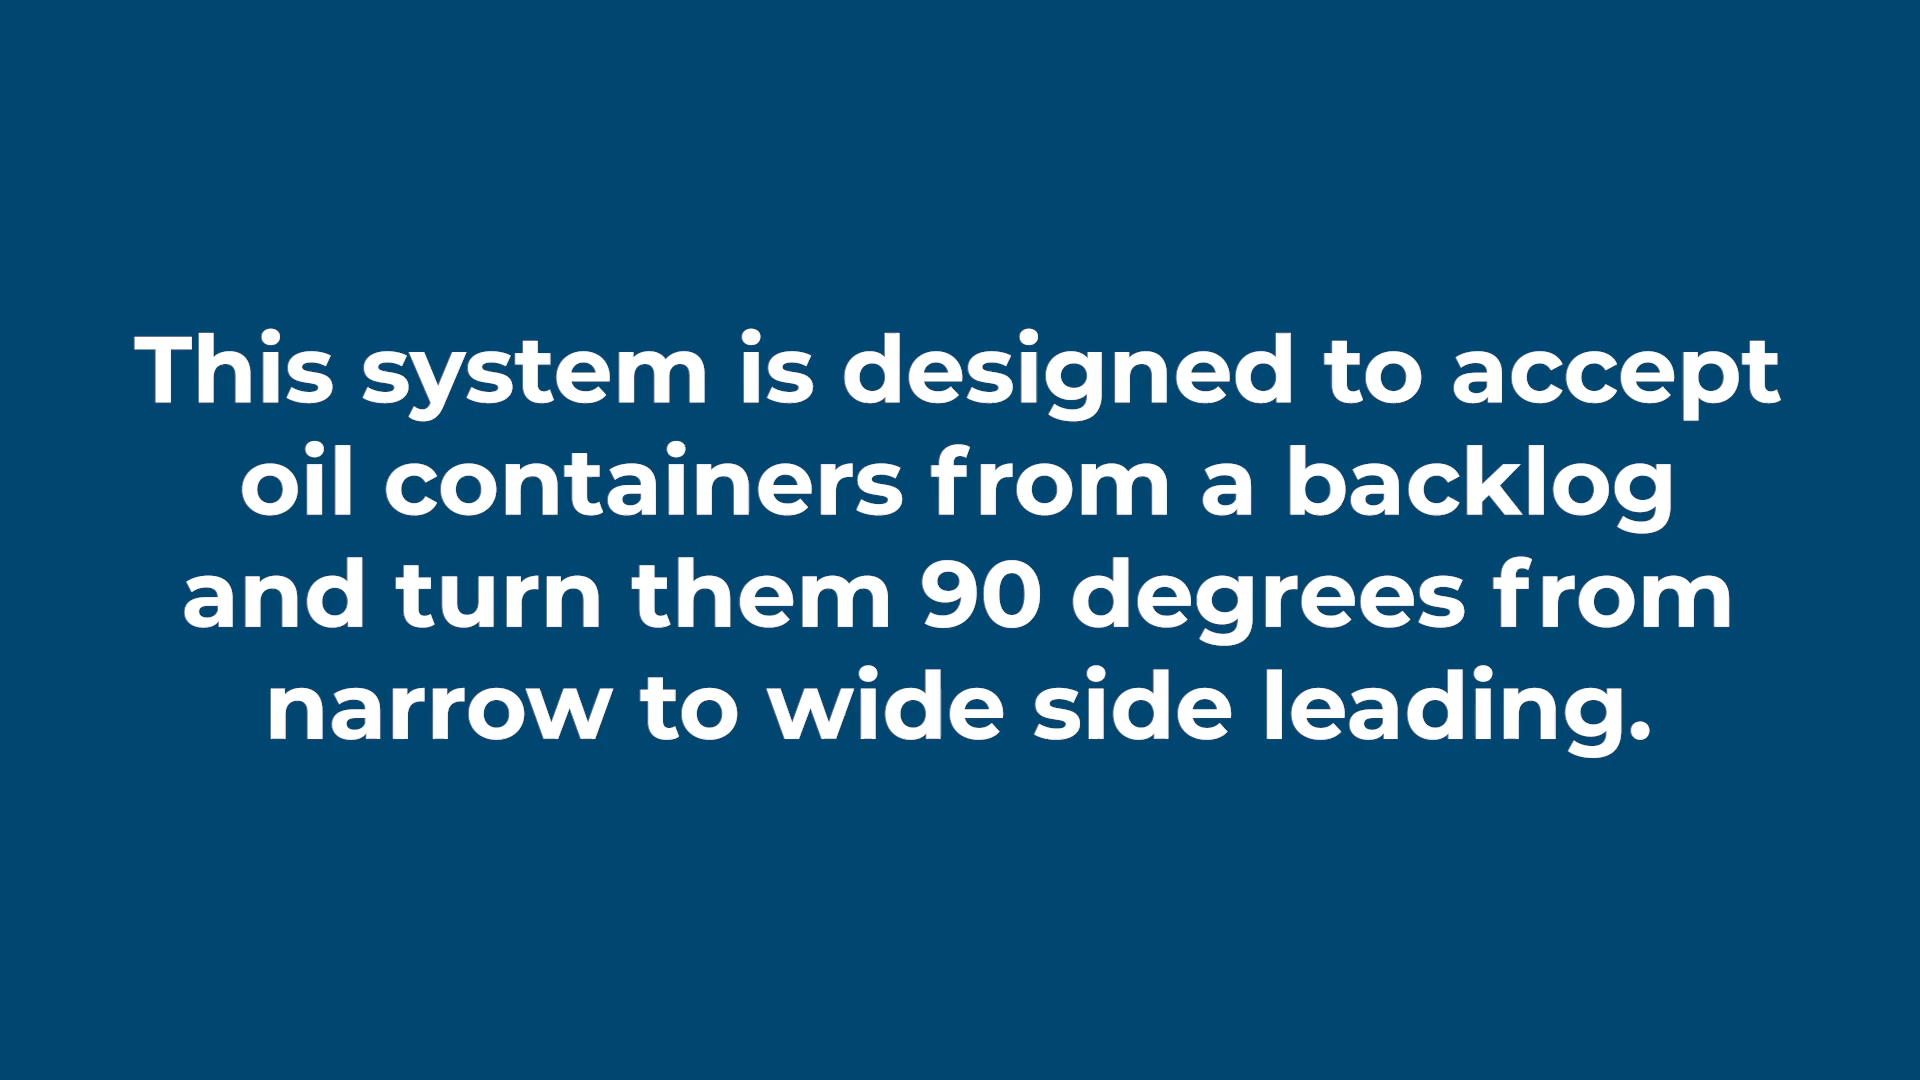 This system is designed to accept
oil containers from a backlog
and turn them 90 degrees from
narrow to wide side leading.